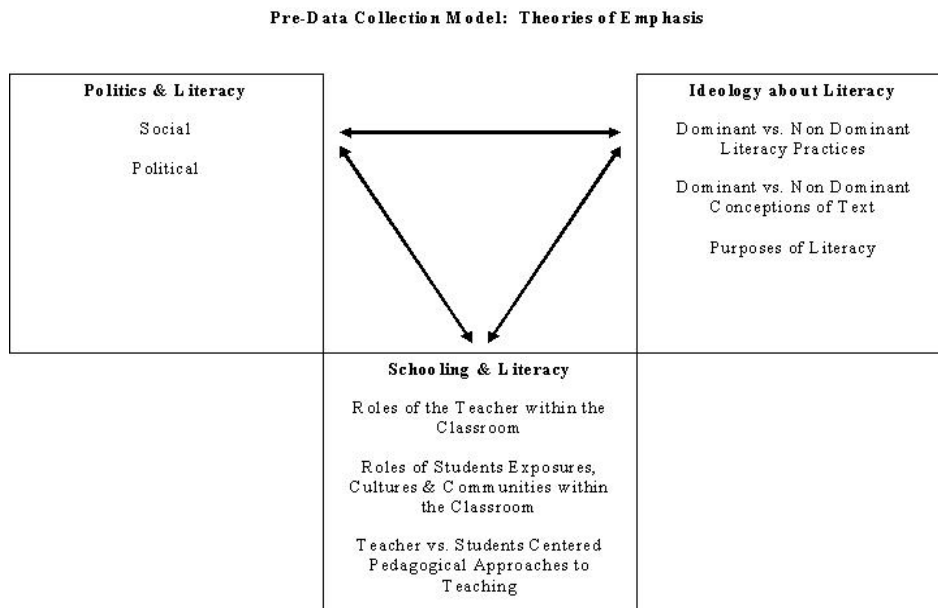 Pre-Data Collection Model: Theories of Emphasis
Politics & Literacy
Social
Political
Ideology about Literacy
Dominant vs. Non Dominant
Literacy Practices
Dominant vs. Non Dominant
Conceptions of Text
Purposes of Literacy
Schooling & Literacy
Roles of the Teacher within the
Classroom
Roles of Students Exposures,
Cultures & Communities within
the Classroom
Teacher vs. Students Centered
Pedagogical Approaches to
Teaching